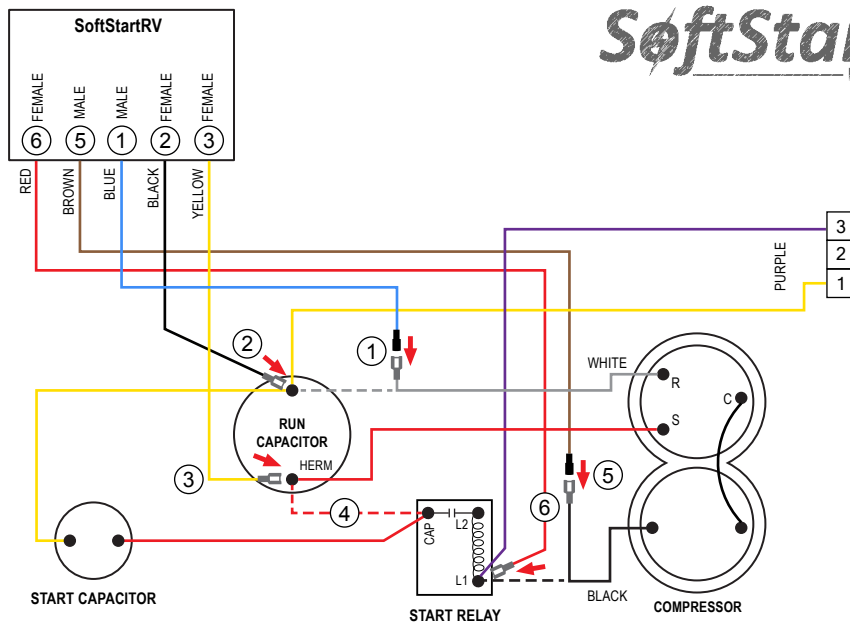 SoftStartRV
FEMALE
MALE
MALE
FEMALE
FEMALE
6
5
1
2
3
RED
BROWN
BLUE
BLACK
YELLOW
3
2
1
PURPLE
2
1
WHITE
R
C
S
RUN
CAPACITOR
HERM
3
4
5
6
CAP
L2
L1
BLACK
START CAPACITOR
START RELAY
COMPRESSOR